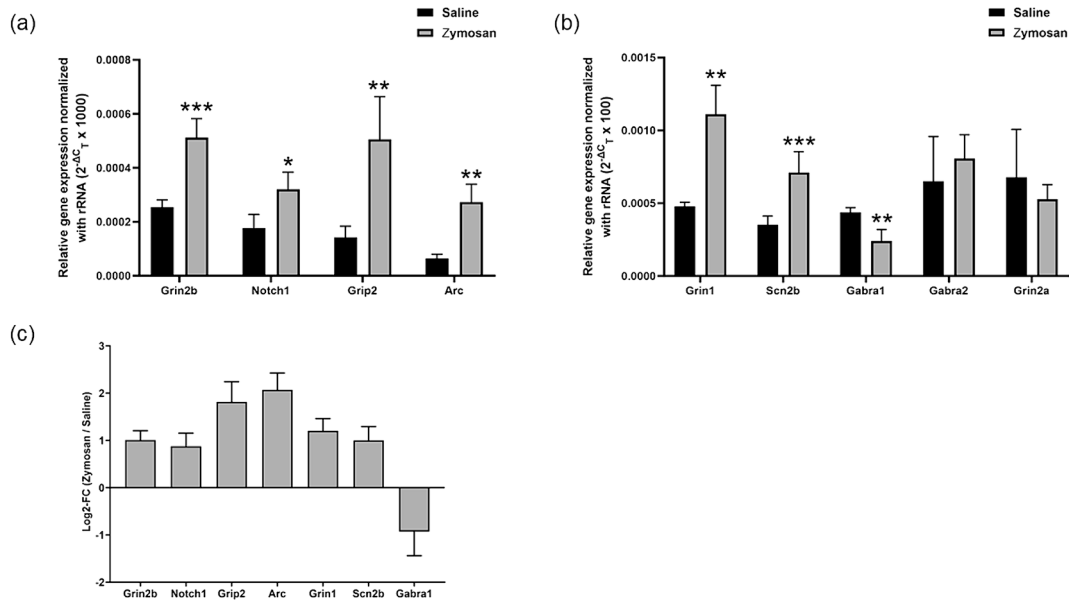 (a)
Saline
Zymosan
Relative gene expression normalized
with rRNA (2^-ΔC_T x 1000)
0.0008
0.0006
0.0004
0.0002
0.0000
***
*
**
**
Grin2b Notch1 Grip2 Arc
(b)
Saline
Zymosan
Relative gene expression normalized
with rRNA (2^-ΔC_T x 100)
0.0015
0.0010
0.0005
0.0000
**
***
**
Grin1 Scn2b Gabra1 Gabra2 Grin2a
(c)
Log2-FC (Zymosan / Saline)
3
2
1
0
-1
-2
Grin2b Notch1 Grip2 Arc Grin1 Scn2b Gabra1